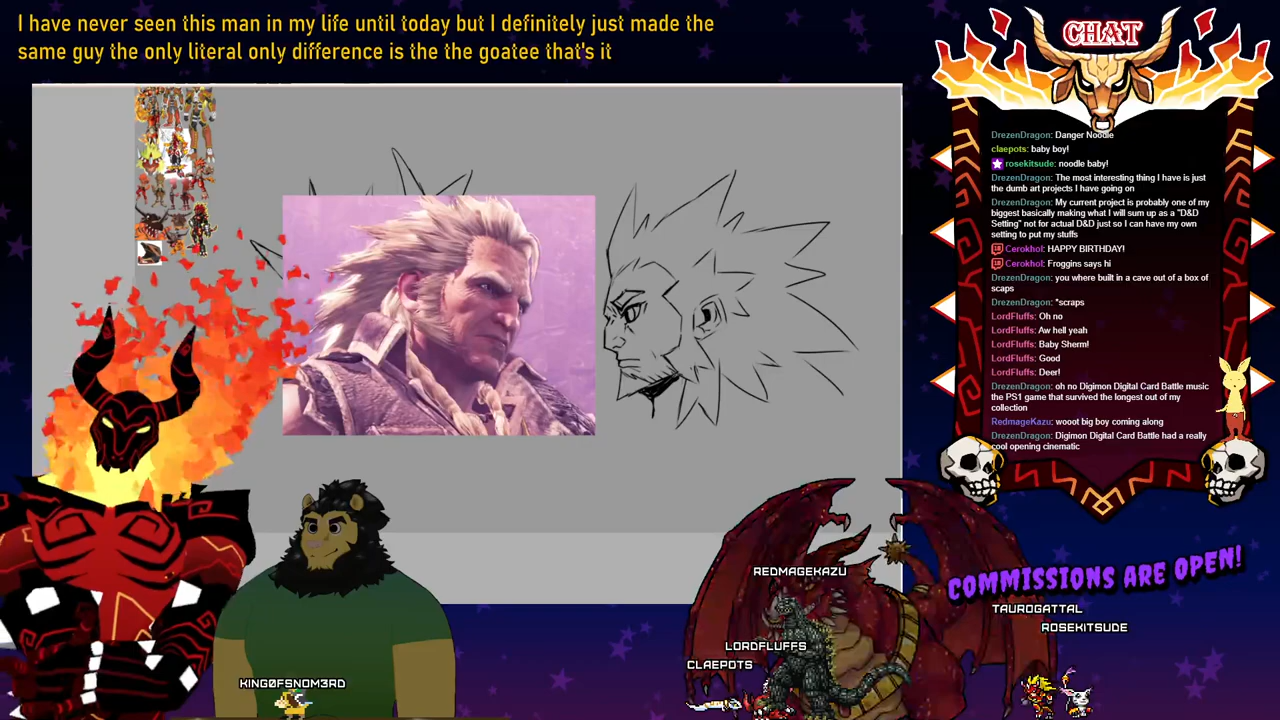 I have never seen this man in my life until today but I definitely just made the
same guy the only literal only difference is the the goatee that's it
CHAT
DrezenDragon: Danger Noodle
claepots: baby boy!
rosekitsude: noodle baby!
DrezenDragon: The most interesting thing I have is just
the dumb art projects I have going on
DrezenDragon: My current project is probably one of my
biggest basically making what I will sum up as a "D&D
Setting" not for actual D&D just so I can have my own
setting to put my stuffs
Cerokhol: HAPPY BIRTHDAY!
Cerokhol: Froggins says hi
DrezenDragon: you where built in a cave out of a box of
scaps
DrezenDragon: *scraps
LordFluffs: Oh no
LordFluffs: Aw hell yeah
LordFluffs: Baby Sherm!
LordFluffs: Good
LordFluffs: Deer!
DrezenDragon: oh no Digimon Digital Card Battle music
the PS1 game that survived the longest out of my
collection
RedmageKazu: wooot big boy coming along
DrezenDragon: Digimon Digital Card Battle had a really
cool opening cinematic
COMMISSIONS ARE OPEN!
REDMAGEKAZU
TAUROGATTAL
ROSEKITSUDE
LORDFLUFFS
CLAEPOTS
KING0FSNOM3RD